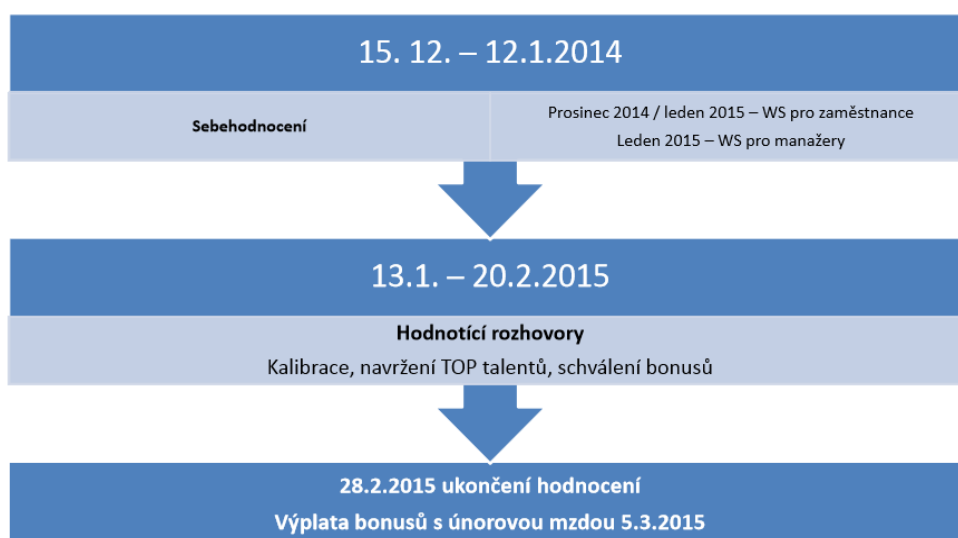 15. 12. – 12.1.2014
Sebehodnocení
Prosinec 2014 / leden 2015 – WS pro zaměstnance
Leden 2015 – WS pro manažery
13.1. – 20.2.2015
Hodnotící rozhovory
Kalibrace, navržení TOP talentů, schválení bonusů
28.2.2015 ukončení hodnocení
Výplata bonusů s únorovou mzdou 5.3.2015